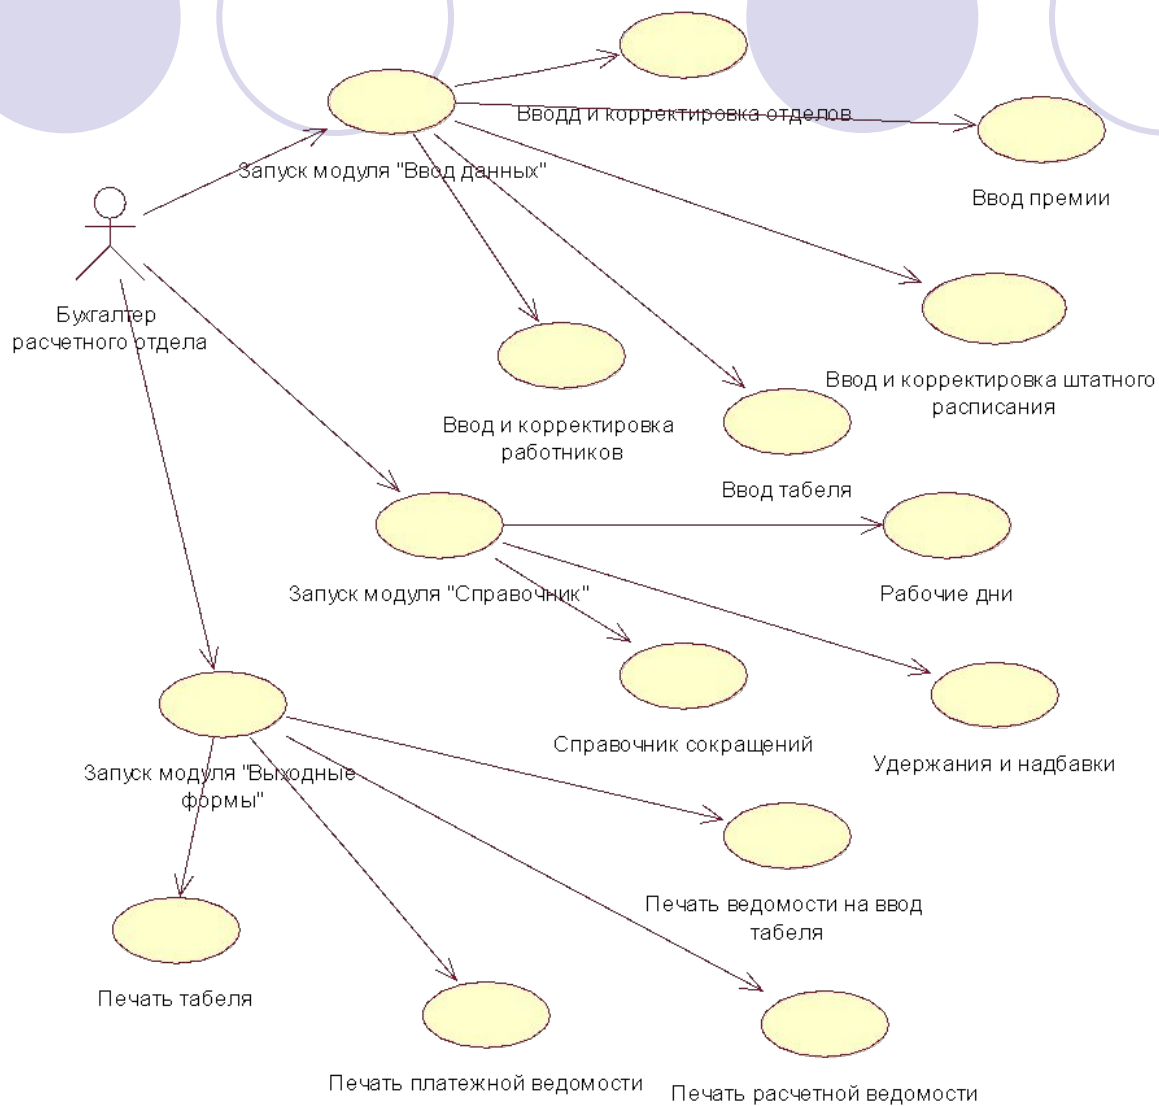 Вводд и корректировка отделов
Запуск модуля "Ввод данных"
Ввод премии
Бухгалтер
расчетного отдела
Ввод и корректировка штатного
расписания
Ввод и корректировка
работников
Ввод табеля
Запуск модуля "Справочник"
Рабочие дни
Справочник сокращений
Удержания и надбавки
Запуск модуля "Выходные
формы"
Печать ведомости на ввод
табеля
Печать табеля
Печать платежной ведомости
Печать расчетной ведомости